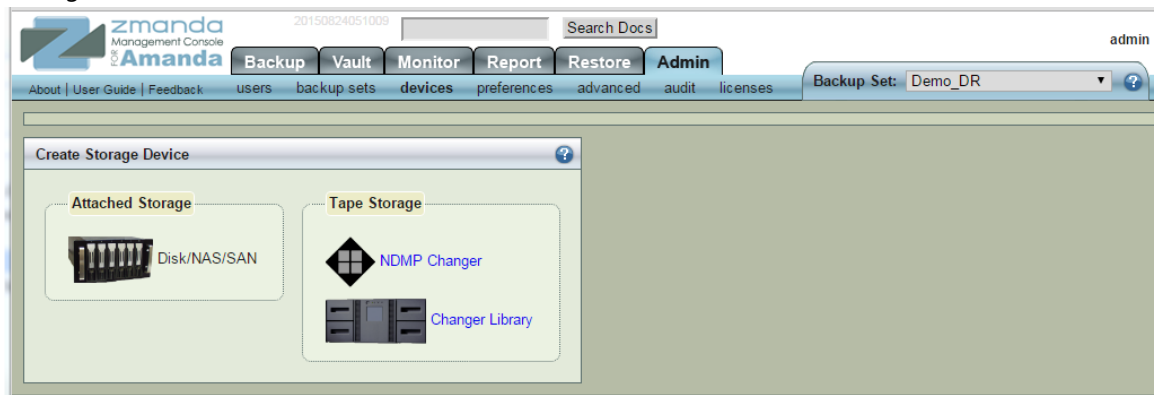 zmanda
Management Console
for Amanda
20150824051009
Search Docs
admin
Backup Vault Monitor Report Restore Admin
About | User Guide | Feedback
users backup sets devices preferences advanced audit licenses
Backup Set: Demo_DR
Create Storage Device
Attached Storage
Disk/NAS/SAN
Tape Storage
NDMP Changer
Changer Library